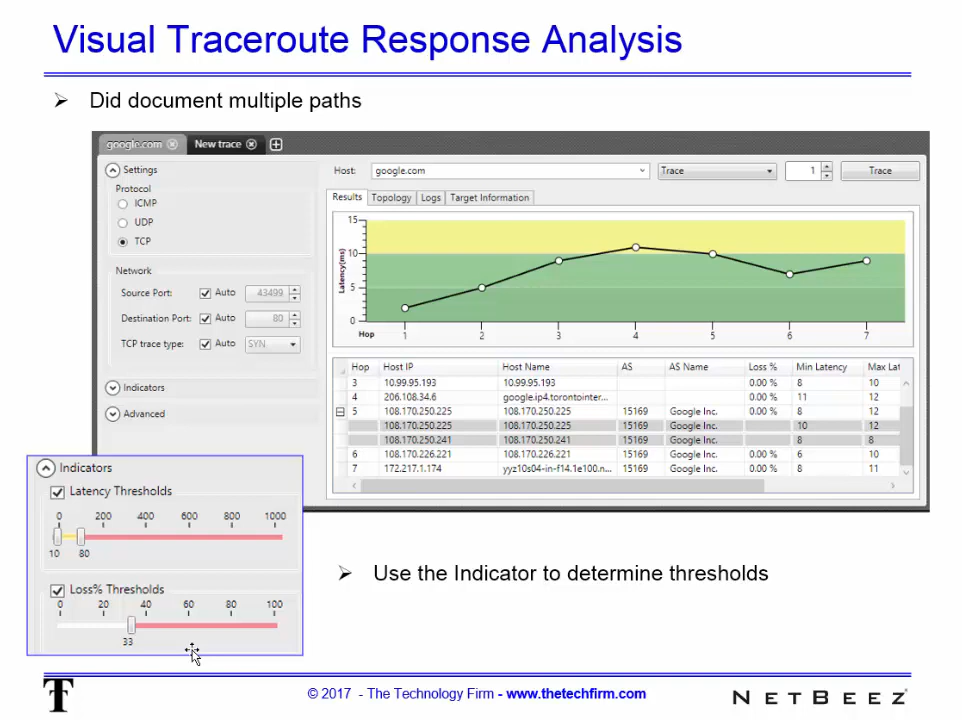 Visual Traceroute Response Analysis
Did document multiple paths
google.com New trace
Settings
Protocol
ICMP
UDP
TCP
Network
Source Port: Auto 43499
Destination Port: Auto 80
TCP trace type: Auto SYN
Indicators
Advanced
Host: google.com Trace 1 Trace
Results Topology Logs Target Information
Latency(ms)
15
10
5
0
Hop 1 2 3 4 5 6 7
Hop Host IP Host Name AS AS Name Loss % Min Latency Max Lat
3 10.99.95.193 10.99.95.193 0.00 % 8 10
4 206.108.34.6 google.ip4.torontointer... 0.00 % 11 12
5 108.170.250.225 108.170.250.225 15169 Google Inc. 0.00 % 8 12
108.170.250.225 108.170.250.225 15169 Google Inc. 10 12
108.170.250.241 108.170.250.241 15169 Google Inc. 8 8
6 108.170.226.221 108.170.226.221 15169 Google Inc. 0.00 % 6 10
7 172.217.1.174 yyz10s04-in-f14.1e100.n... 15169 Google Inc. 0.00 % 8 11
Indicators
Latency Thresholds
0 200 400 600 800 1000
10 80
Loss% Thresholds
0 20 40 60 80 100
33
Use the Indicator to determine thresholds
T
© 2017 - The Technology Firm - www.thetechfirm.com
NETBEEZ